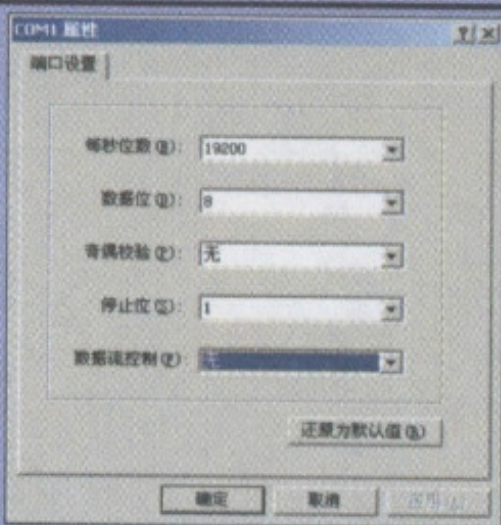 COM1 属性
端口设置
每秒位数(B): 19200
数据位(D): 8
奇偶校验(P): 无
停止位(S): 1
数据流控制(F): 无
还原为默认值(R)
确定 取消 应用(A)